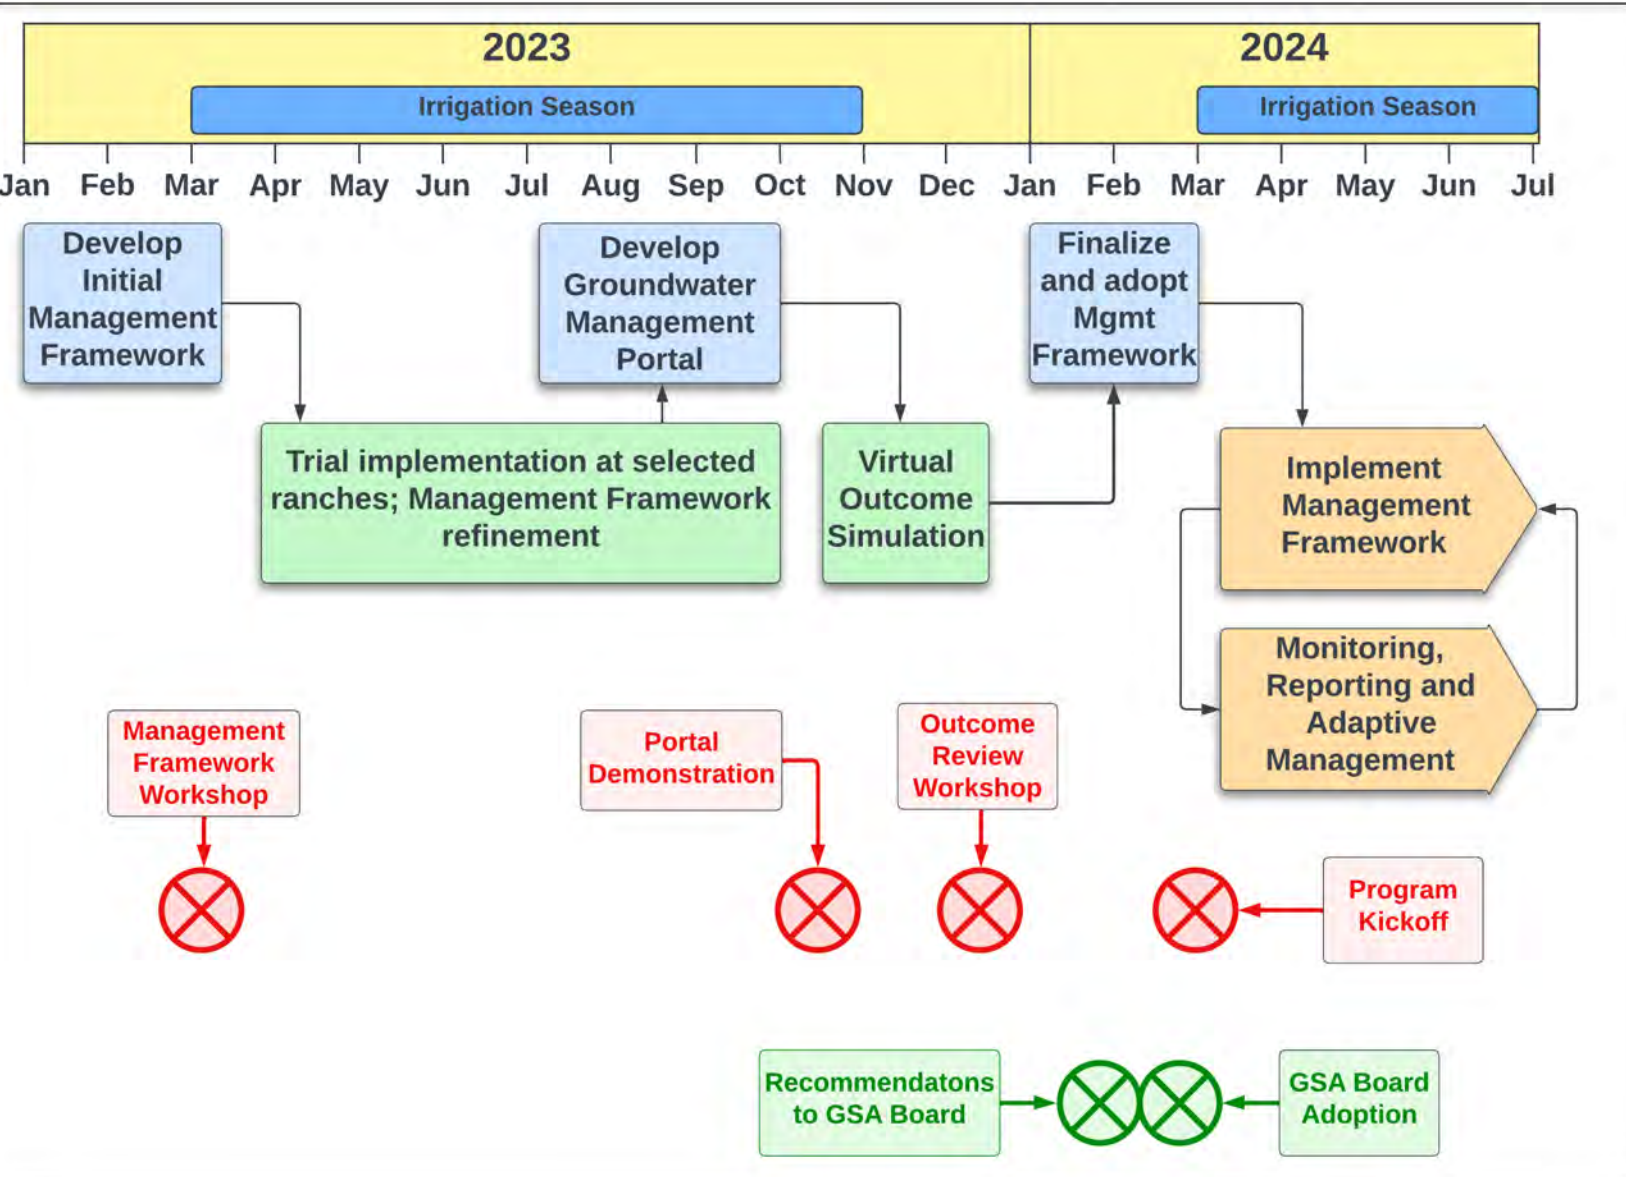 2023
2024
Irrigation Season
Irrigation Season
Jan Feb Mar Apr May Jun Jul Aug Sep Oct Nov Dec Jan Feb Mar Apr May Jun Jul
Develop
Initial
Management
Framework
Develop
Groundwater
Management
Portal
Finalize
and adopt
Mgmt
Framework
Trial implementation at selected
ranches; Management Framework
refinement
Virtual
Outcome
Simulation
Implement
Management
Framework
Monitoring,
Reporting and
Adaptive
Management
Management
Framework
Workshop
Portal
Demonstration
Outcome
Review
Workshop
Program
Kickoff
Recommendatons
to GSA Board
GSA Board
Adoption